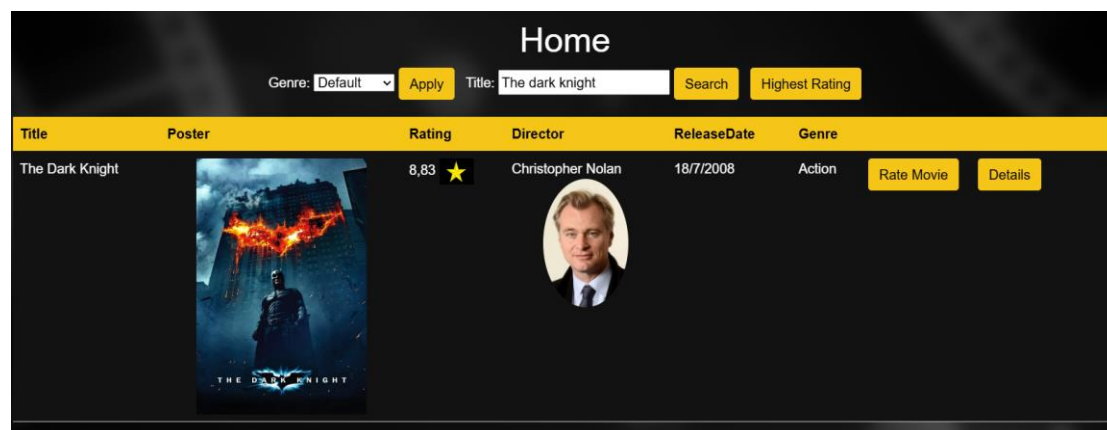 Home
Genre: Default Apply Title: The dark knight Search Highest Rating
Title Poster Rating Director ReleaseDate Genre
The Dark Knight 8,83 Christopher Nolan 18/7/2008 Action Rate Movie Details
THE DARK KNIGHT